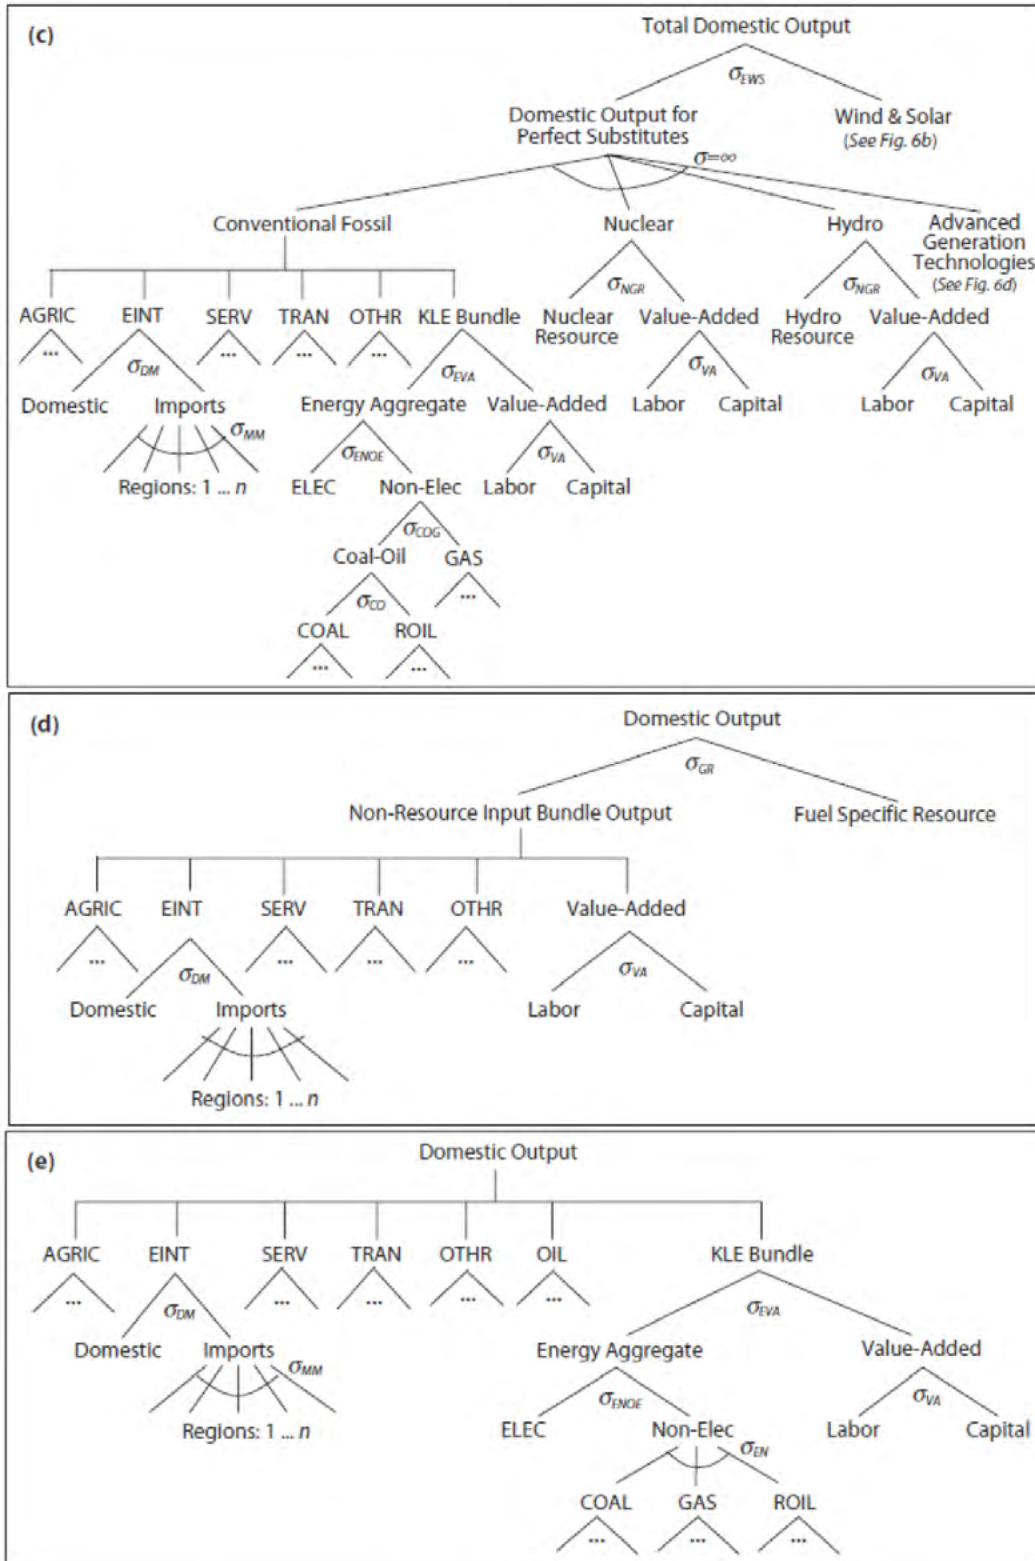 (c)
Total Domestic Output
σEWS
Domestic Output for
Perfect Substitutes
Wind & Solar
(See Fig. 6b)
σ=∞
Conventional Fossil
Nuclear
Hydro
Advanced
Generation
Technologies
(See Fig. 6d)
σNGR
σNGR
AGRIC EINT SERV TRAN OTHR KLE Bundle
Nuclear
Resource
Value-Added
Hydro
Resource
Value-Added
... ... ... ...
σDM
σEVA
σVA
σVA
Domestic Imports
Energy Aggregate Value-Added
Labor Capital
Labor Capital
σMM
σENOE
σVA
Regions: 1 ... n
ELEC Non-Elec Labor Capital
σCOG
Coal-Oil GAS
σCO
...
COAL ROIL
... ...
(d)
Domestic Output
σGR
Non-Resource Input Bundle Output Fuel Specific Resource
AGRIC EINT SERV TRAN OTHR Value-Added
... ... ... ...
σDM
σVA
Domestic Imports
Labor Capital
Regions: 1 ... n
(e)
Domestic Output
AGRIC EINT SERV TRAN OTHR OIL KLE Bundle
... ... ... ... ...
σDM
σEVA
Domestic Imports
Energy Aggregate Value-Added
σMM
σENOE
σVA
Regions: 1 ... n
ELEC Non-Elec Labor Capital
σEN
COAL GAS ROIL
... ... ...